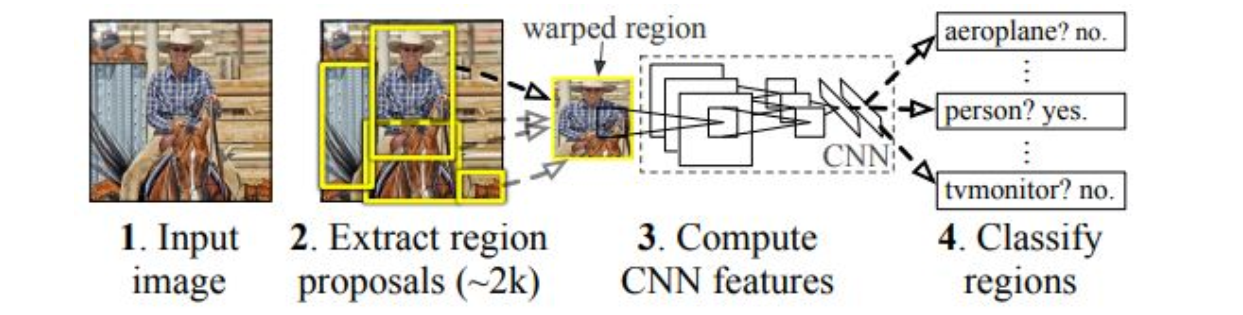 warped region
aeroplane? no.
person? yes.
CNN
tvmonitor? no.
1. Input
image
2. Extract region
proposals (~2k)
3. Compute
CNN features
4. Classify
regions